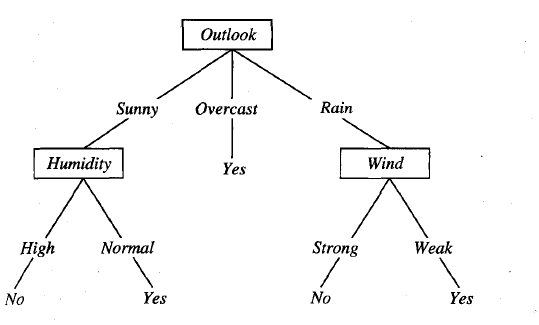 Outlook
Sunny Overcast Rain
Humidity Yes Wind
High Normal Strong Weak
No Yes No Yes